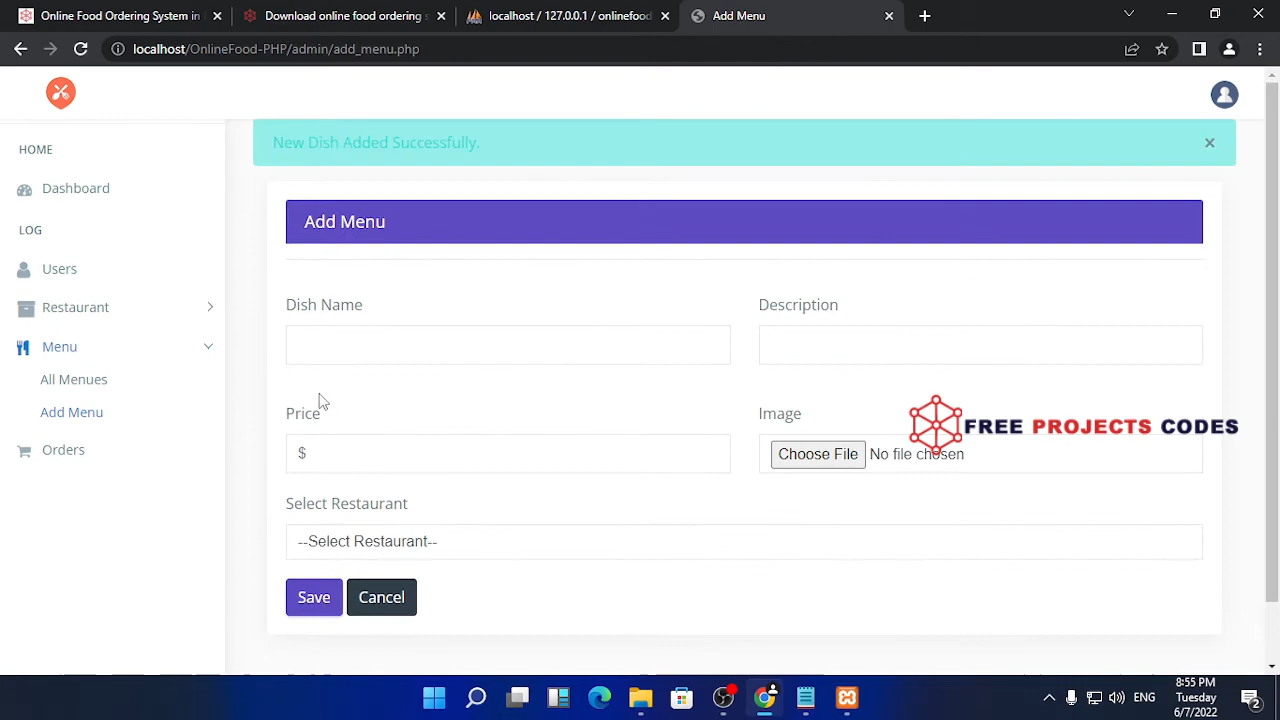 Online Food Ordering System
Download online food ordering s
localhost / 127.0.0.1 / onlinefood
Add Menu
localhost/OnlineFood-PHP/admin/add_menu.php
New Dish Added Successfully.
HOME
Dashboard
LOG
Users
Restaurant
Menu
All Menues
Add Menu
Orders
Add Menu
Dish Name
Description
Price
Image
$
Choose File No file chosen
FREE PROJECTS CODES
Select Restaurant
--Select Restaurant--
Save
Cancel
ENG
8:55 PM
Tuesday
6/7/2022
2